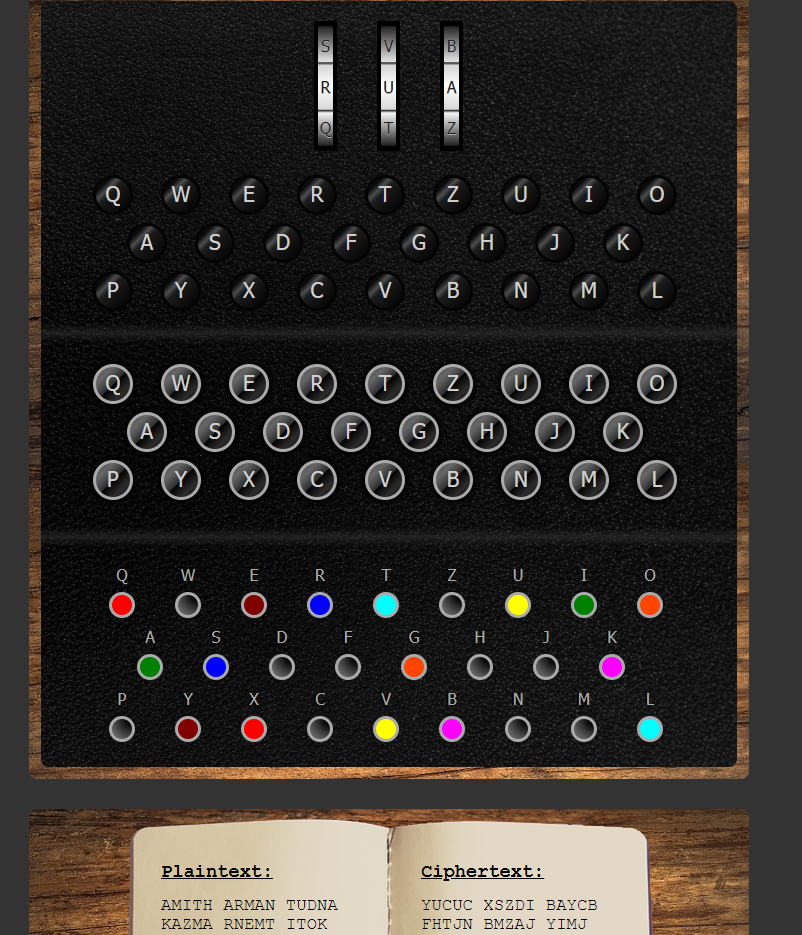 S V B
R U A
Q T Z
Q W E R T Z U I O
A S D F G H J K
P Y X C V B N M L
Q W E R T Z U I O
A S D F G H J K
P Y X C V B N M L
Q W E R T Z U I O
A S D F G H J K
P Y X C V B N M L
Plaintext:
AMITH ARMAN TUDNA
KAZMA RNEMT ITOK
Ciphertext:
YUCUC XSZDI BAYCB
FHTJN BMZAJ YIMJ